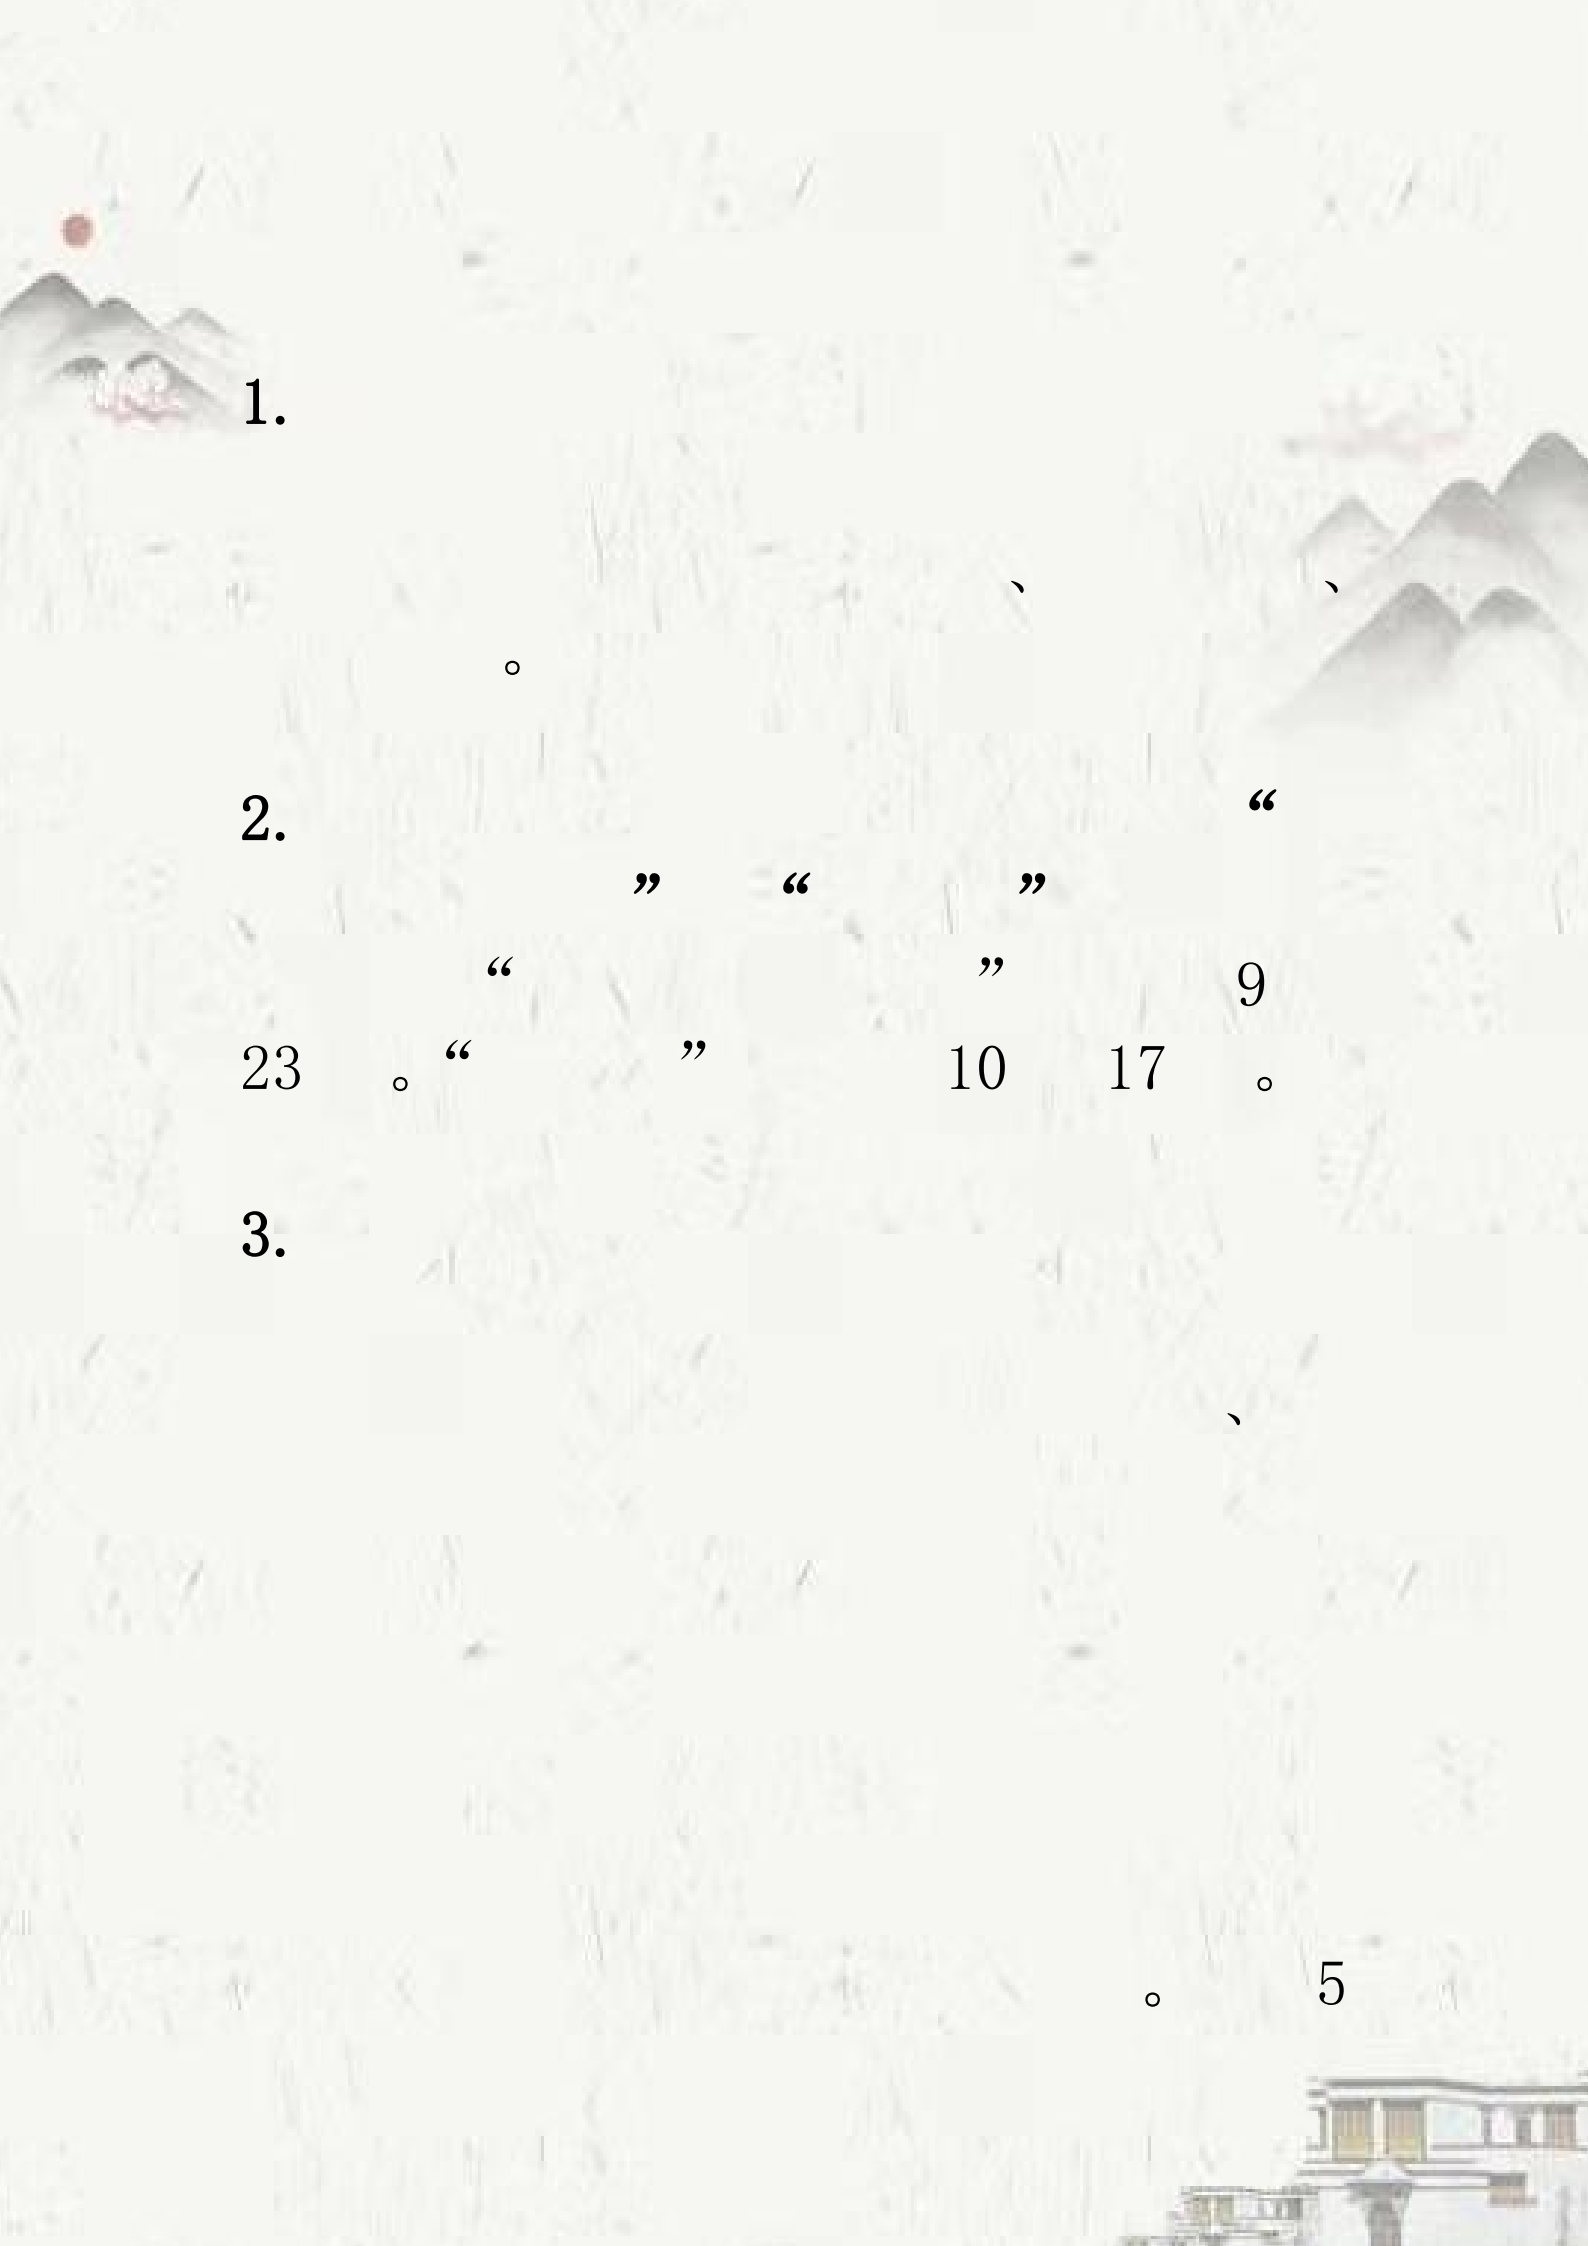 1.
、 、
。
2. “
” “ ”
“ ” 9
23 。“ ” 10 17 。
3.
、
。 5